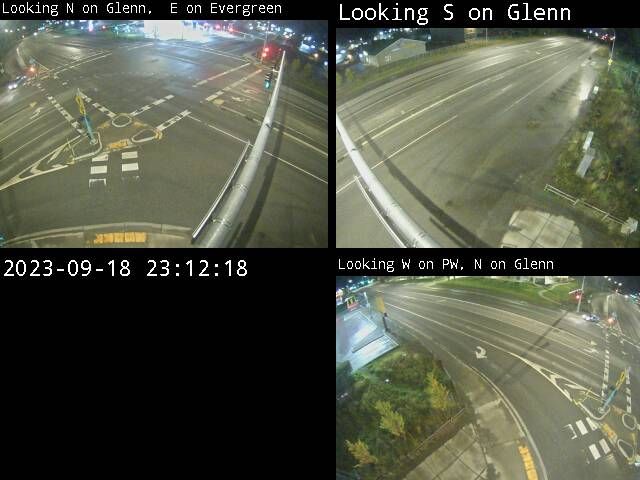 Looking N on Glenn, E on Evergreen
Looking S on Glenn
2023-09-18 23:12:18
Looking W on PW, N on Glenn